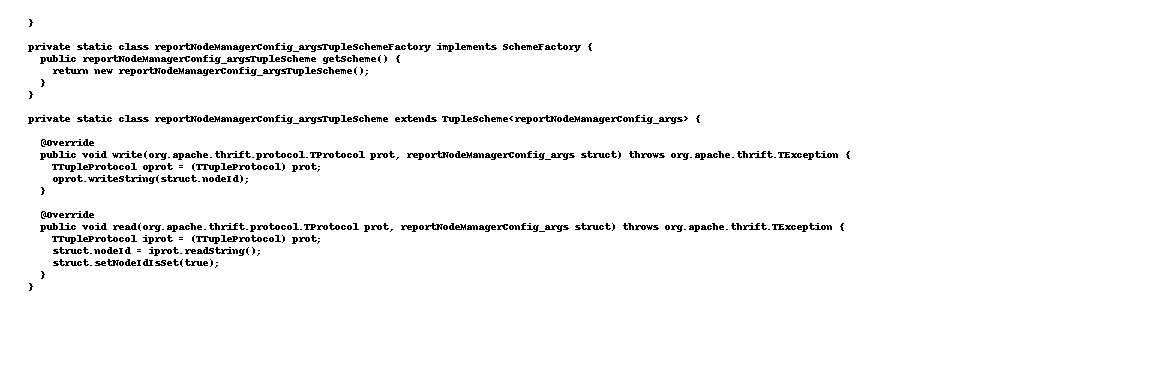 }
private static class reportNodeManagerConfig_argsTupleSchemeFactory implements SchemeFactory {
public reportNodeManagerConfig_argsTupleScheme getScheme() {
return new reportNodeManagerConfig_argsTupleScheme();
}
}
private static class reportNodeManagerConfig_argsTupleScheme extends TupleScheme<reportNodeManagerConfig_args> {
@Override
public void write(org.apache.thrift.protocol.TProtocol prot, reportNodeManagerConfig_args struct) throws org.apache.thrift.TException {
TTupleProtocol oprot = (TTupleProtocol) prot;
oprot.writeString(struct.nodeId);
}
@Override
public void read(org.apache.thrift.protocol.TProtocol prot, reportNodeManagerConfig_args struct) throws org.apache.thrift.TException {
TTupleProtocol iprot = (TTupleProtocol) prot;
struct.nodeId = iprot.readString();
struct.setNodeIdIsSet(true);
}
}